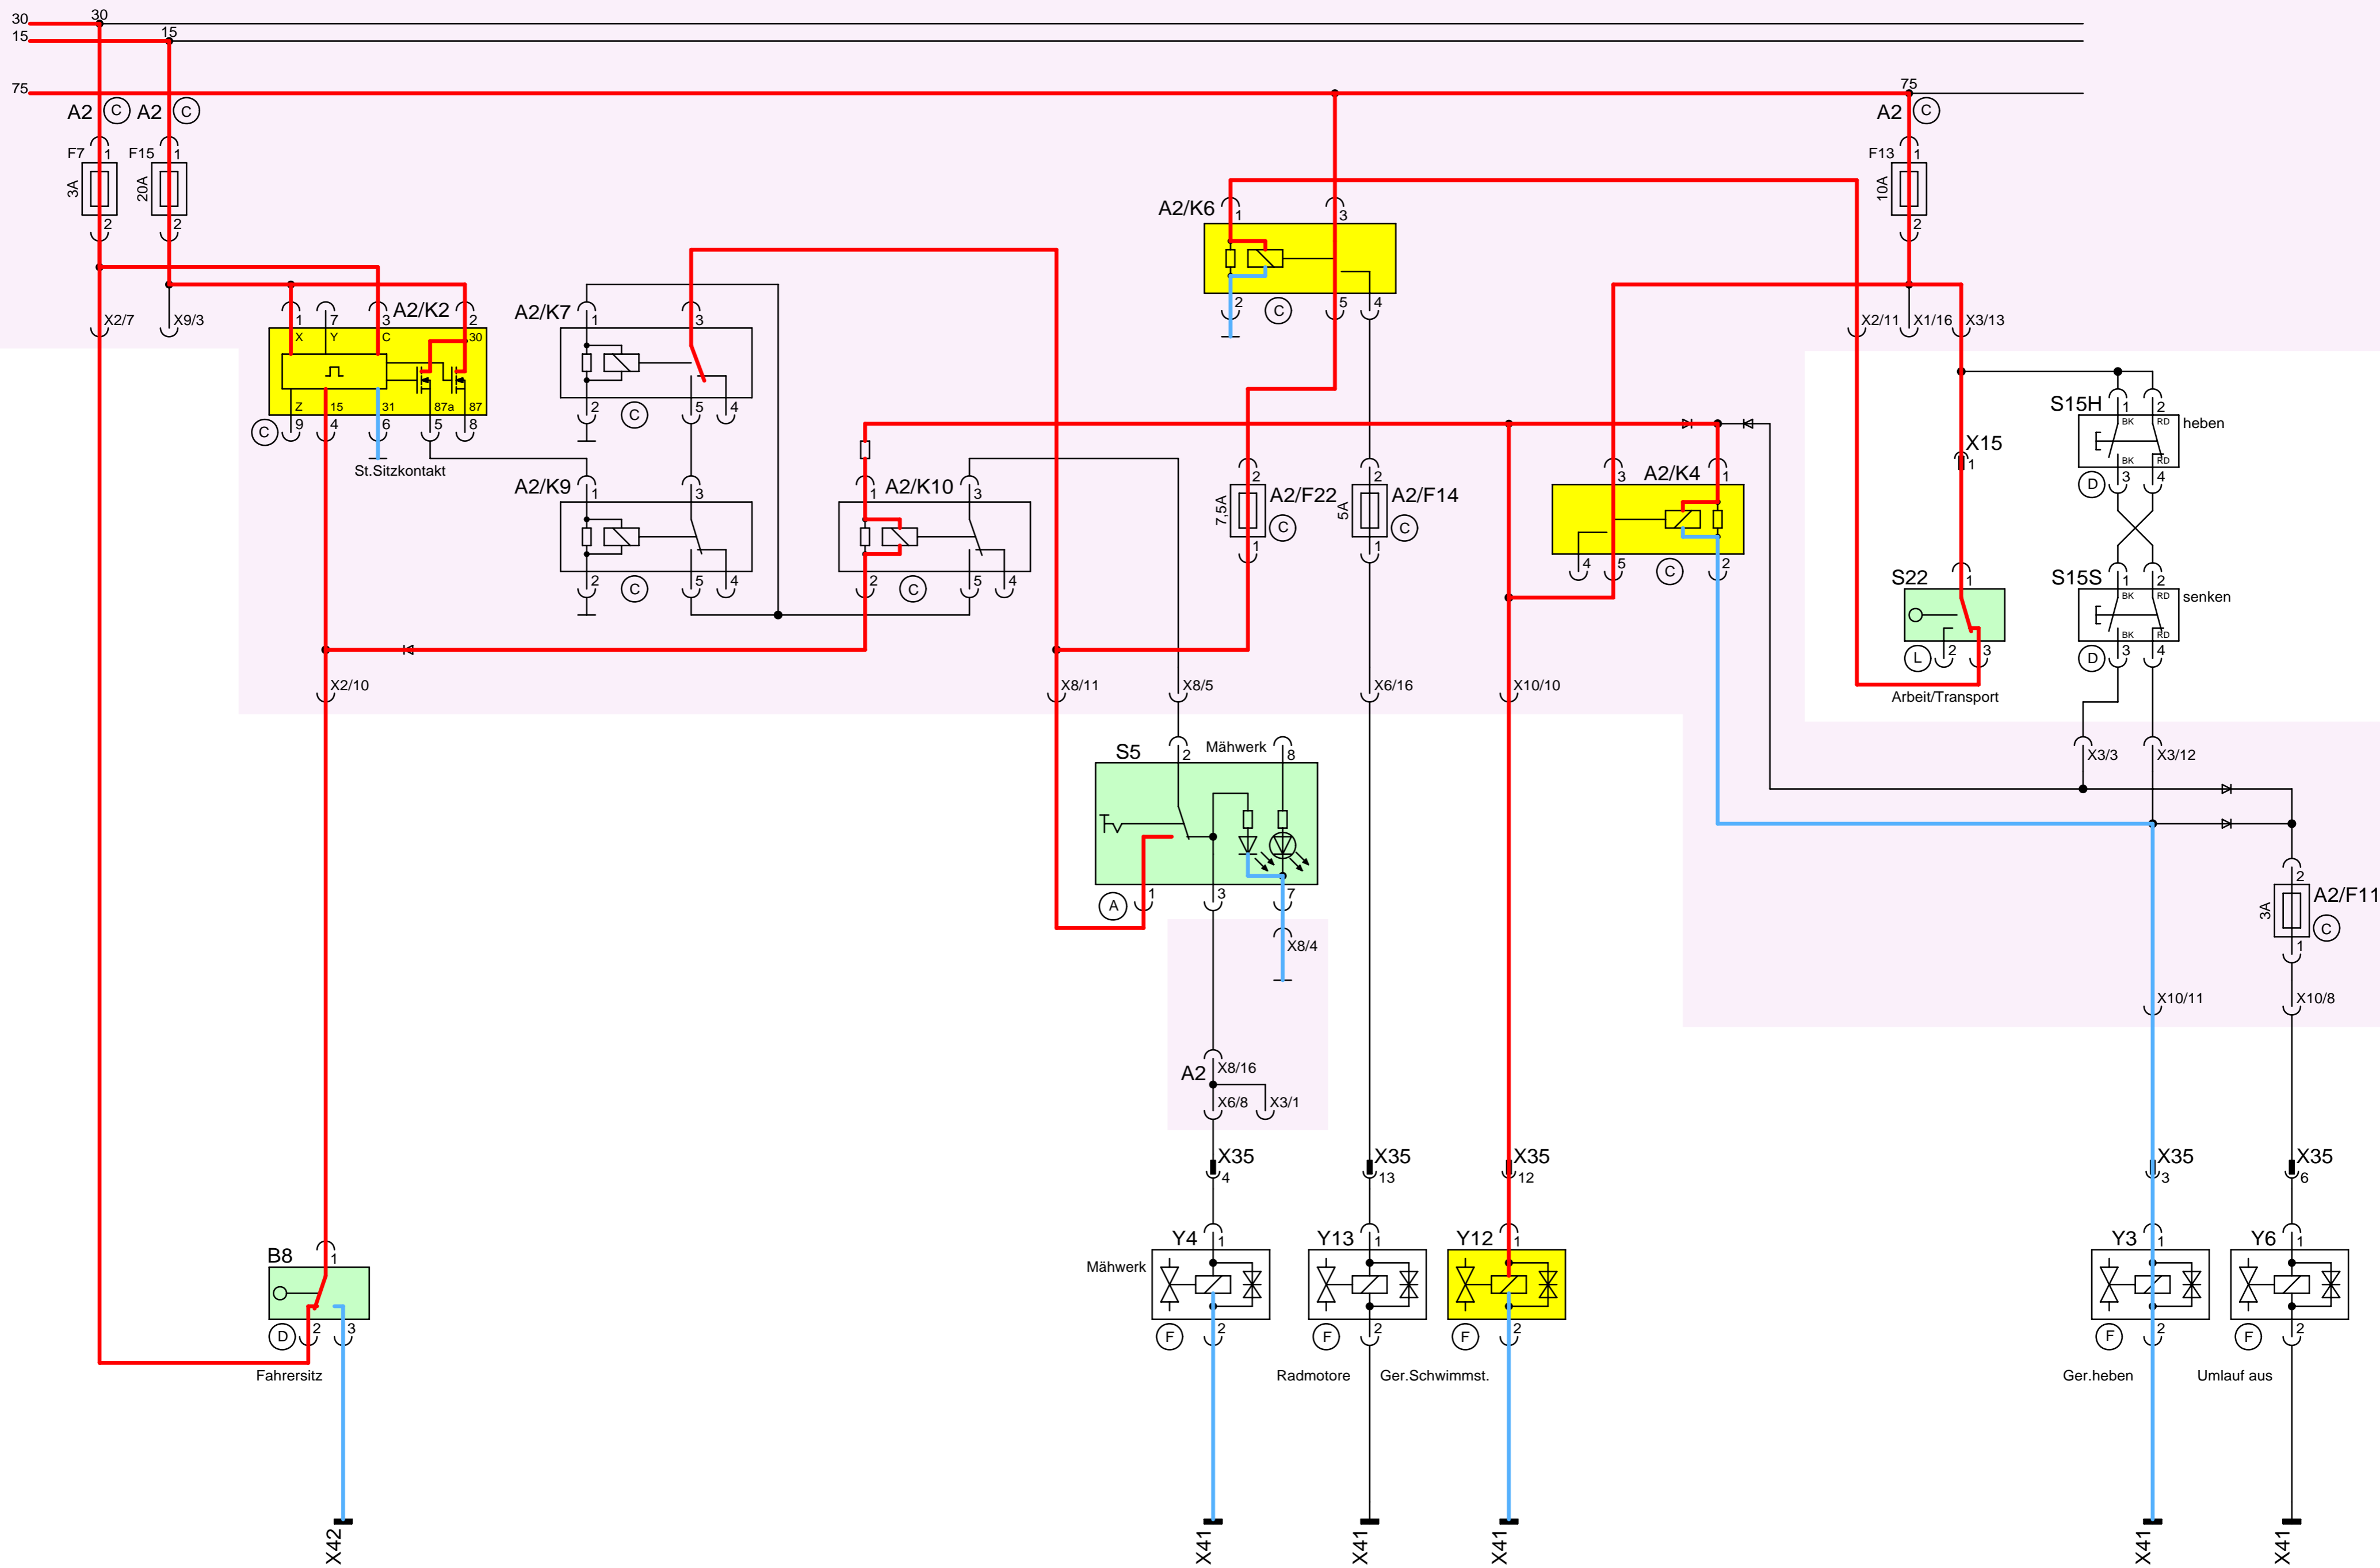 30
30
15
15
75
75
A2 C A2 C
A2 C
F7 1 F15 1
3A 20A
2 2
F13 1
10A
2
A2/K6 1 3
2 C 5 4
X2/7 X9/3
1 7 3 A2/K2 2
X Y C 30
Z 15 31 87a 87
C 9 4 6 5 8
St.Sitzkontakt
A2/K7 1 3
2 C 5 4
X2/11 X1/16 X3/13
S15H 1 2 heben
BK RD
BK RD
D 3 4
X15
1
A2/K9 1 3
2 C 5 4
1 A2/K10 3
2 C 5 4
2 A2/F22
7,5A C
1
2 A2/F14
5A C
1
3 A2/K4 1
4 5 C 2
S22 1
L 2 3
Arbeit/Transport
S15S 1 2 senken
BK RD
BK RD
D 3 4
X2/10 X8/11 X8/5 X6/16 X10/10
X3/3 X3/12
S5 2 Mähwerk 8
A 1 3 7
X8/4
2
3A A2/F11
C
1
X10/11 X10/8
X8/16
A2
X6/8 X3/1
X35 X35 X35 X35 X35
4 13 12 3 6
B8 1
D 2 3
Fahrersitz
Y4 1
Mähwerk
F 2
Y13 1
F 2
Radmotore
Y12 1
F 2
Ger.Schwimmst.
Y3 1
F 2
Ger.heben
Y6 1
F 2
Umlauf aus
X42 X41 X41 X41 X41 X41